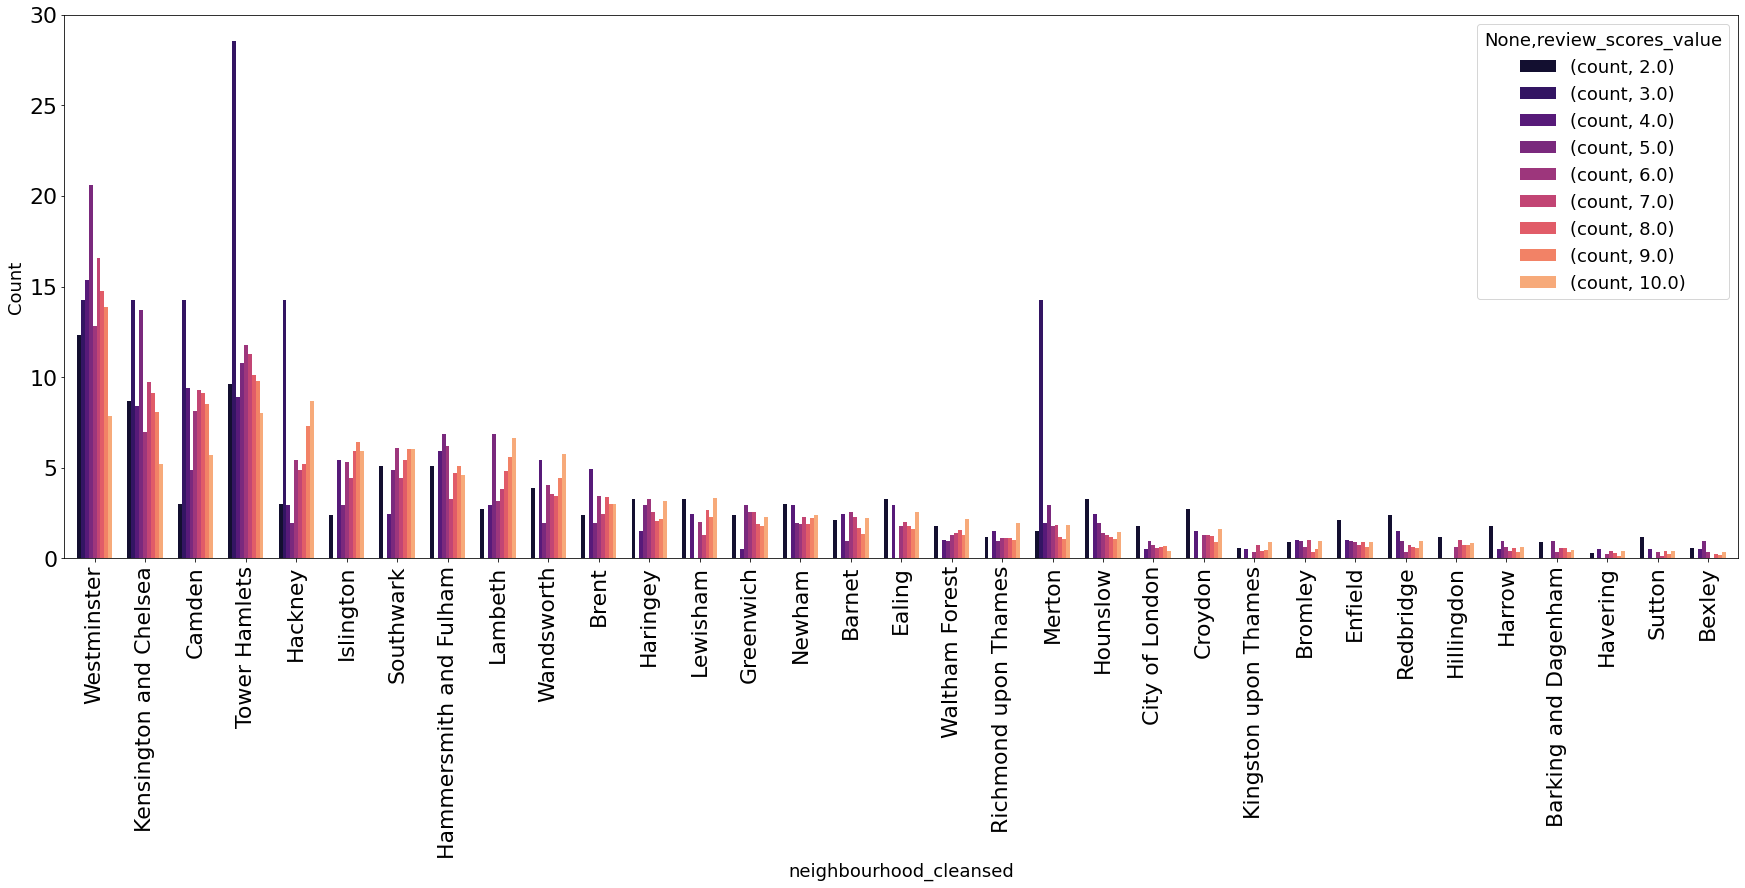 30
25
20
15
10
5
0
Count
None,review_scores_value
(count, 2.0)
(count, 3.0)
(count, 4.0)
(count, 5.0)
(count, 6.0)
(count, 7.0)
(count, 8.0)
(count, 9.0)
(count, 10.0)
Westminster
Kensington and Chelsea
Camden
Tower Hamlets
Hackney
Islington
Southwark
Hammersmith and Fulham
Lambeth
Wandsworth
Brent
Haringey
Lewisham
Greenwich
Newham
Barnet
Ealing
Waltham Forest
Richmond upon Thames
Merton
Hounslow
City of London
Croydon
Kingston upon Thames
Bromley
Enfield
Redbridge
Hillingdon
Harrow
Barking and Dagenham
Havering
Sutton
Bexley
neighbourhood_cleansed